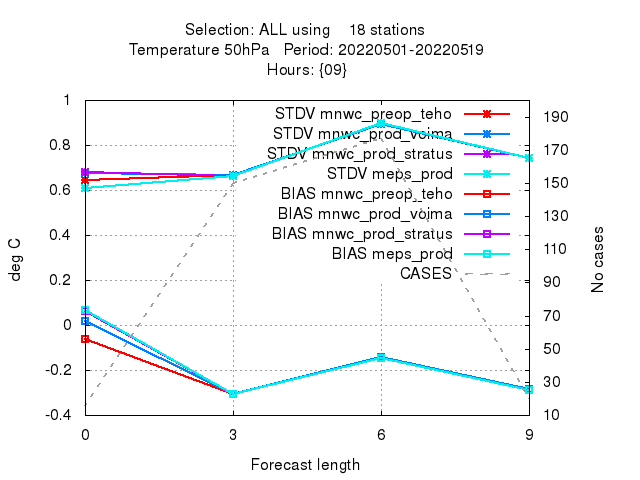 Selection: ALL using 18 stations
Temperature 50hPa Period: 20220501-20220519
Hours: {09}
STDV mnwc_preop_teho
STDV mnwc_prod_voima
STDV mnwc_prod_stratus
STDV meps_prod
BIAS mnwc_preop_teho
BIAS mnwc_prod_voima
BIAS mnwc_prod_stratus
BIAS meps_prod
CASES
1
0.8
0.6
0.4
0.2
0
-0.2
-0.4
deg C
190
170
150
130
110
90
70
50
30
10
No cases
0 3 6 9
Forecast length